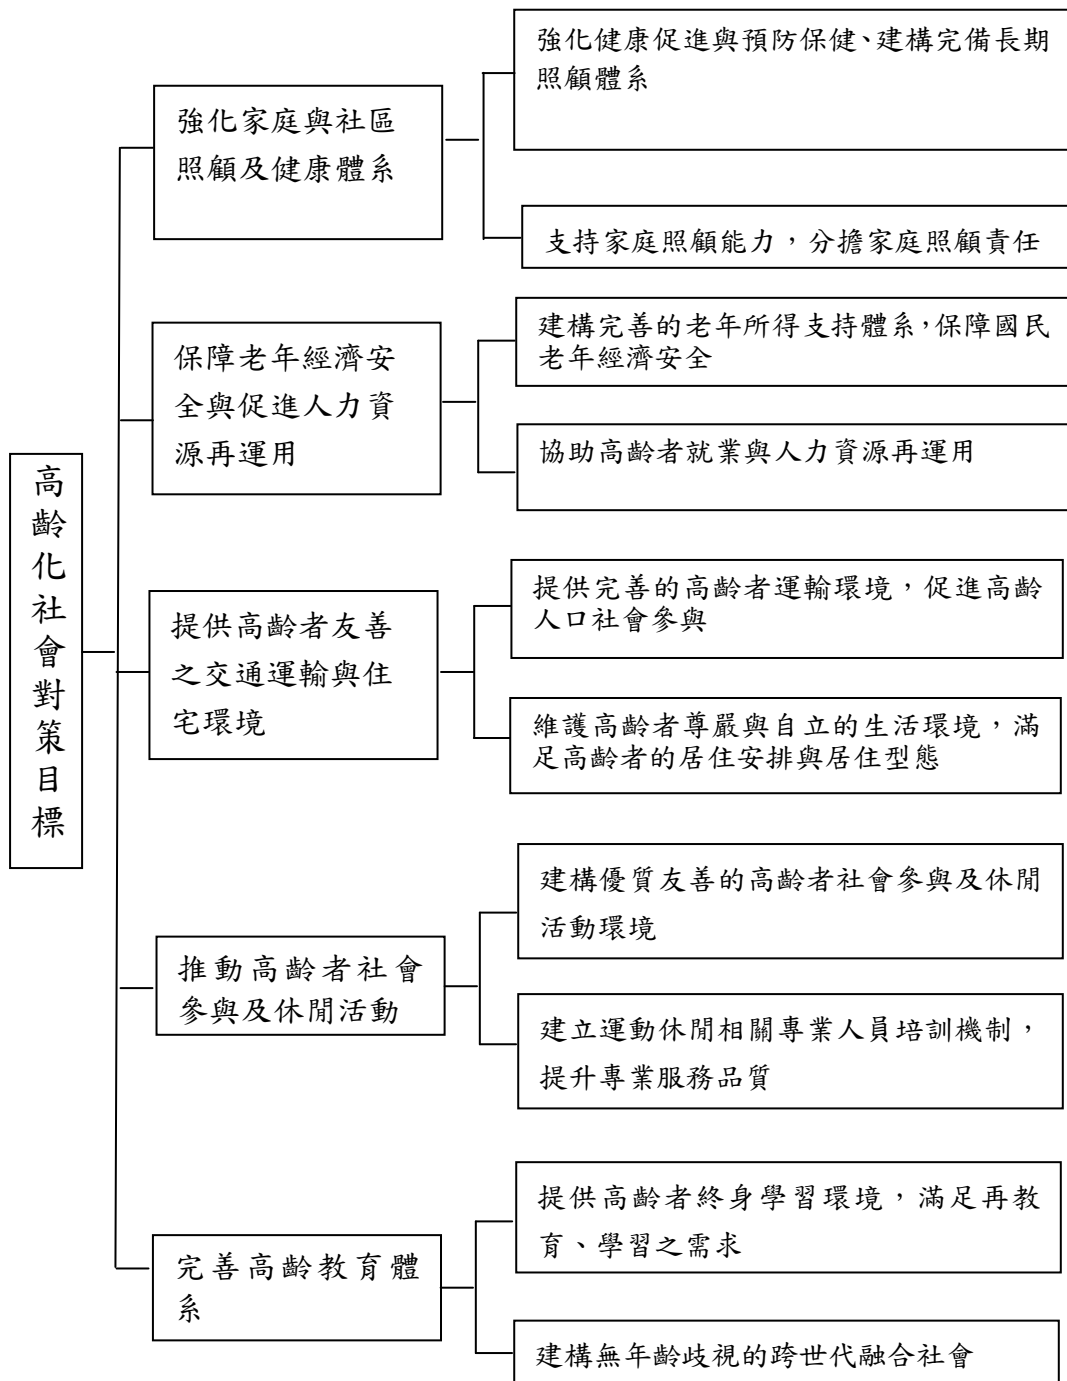 高齡化社會對策目標
強化家庭與社區
照顧及健康體系
強化健康促進與預防保健、建構完備長期
照顧體系
支持家庭照顧能力，分擔家庭照顧責任
保障老年經濟安
全與促進人力資
源再運用
建構完善的老年所得支持體系，保障國民
老年經濟安全
協助高齡者就業與人力資源再運用
提供高齡者友善
之交通運輸與住
宅環境
提供完善的高齡者運輸環境，促進高齡
人口社會參與
維護高齡者尊嚴與自立的生活環境，滿
足高齡者的居住安排與居住型態
推動高齡者社會
參與及休閒活動
建構優質友善的高齡者社會參與及休閒
活動環境
建立運動休閒相關專業人員培訓機制，
提升專業服務品質
完善高齡教育體
系
提供高齡者終身學習環境，滿足再教
育、學習之需求
建構無年齡歧視的跨世代融合社會